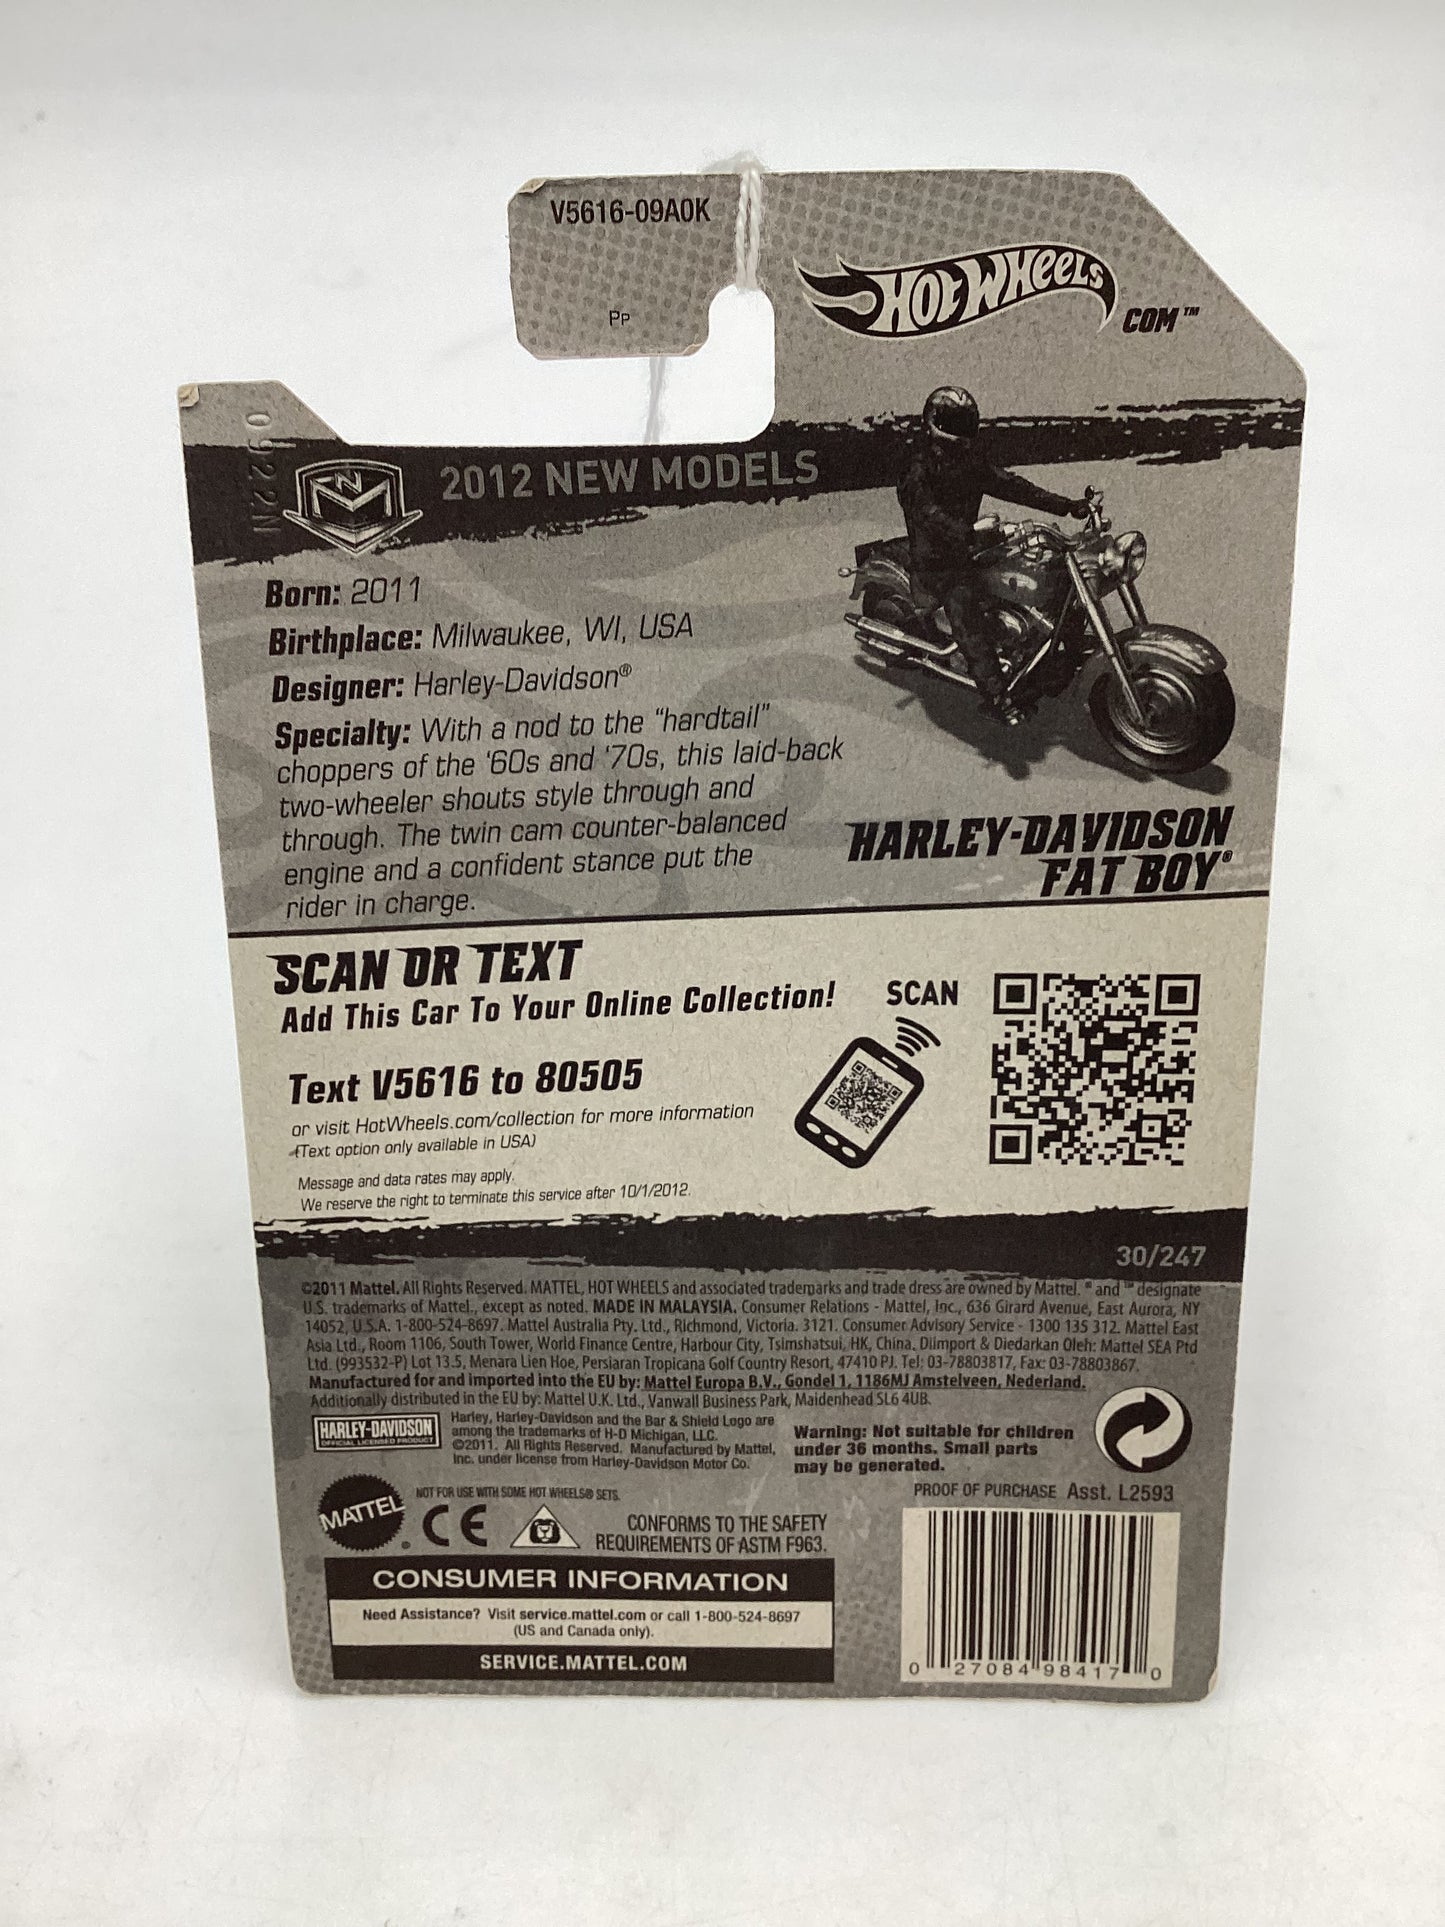 V5616-09A0K
PP
HOT WHEELS
COM™
0922N
NM
2012 NEW MODELS
Born: 2011
Birthplace: Milwaukee, WI, USA
Designer: Harley-Davidson®
Specialty: With a nod to the "hardtail"
choppers of the '60s and '70s, this laid-back
two-wheeler shouts style through and
through. The twin cam counter-balanced
engine and a confident stance put the
rider in charge.
HARLEY-DAVIDSON
FAT BOY®
SCAN OR TEXT
Add This Car To Your Online Collection!
SCAN
Text V5616 to 80505
or visit HotWheels.com/collection for more information
(Text option only available in USA)
Message and data rates may apply.
We reserve the right to terminate this service after 10/1/2012.
30/247
©2011 Mattel. All Rights Reserved. MATTEL, HOT WHEELS and associated trademarks and trade dress are owned by Mattel. ® and ™ designate
U.S. trademarks of Mattel., except as noted. MADE IN MALAYSIA. Consumer Relations - Mattel, Inc., 636 Girard Avenue, East Aurora, NY
14052, U.S.A. 1-800-524-8697. Mattel Australia Pty. Ltd., Richmond, Victoria. 3121. Consumer Advisory Service - 1300 135 312. Mattel East
Asia Ltd., Room 1106, South Tower, World Finance Centre, Harbour City, Tsimshatsui, HK, China. Diimport & Diedarkan Oleh: Mattel SEA Ptd
Ltd. (993532-P) Lot 13.5, Menara Lien Hoe, Persiaran Tropicana Golf Country Resort, 47410 PJ. Tel: 03-78803817, Fax: 03-78803867.
Manufactured for and imported into the EU by: Mattel Europa B.V., Gondel 1, 1186MJ Amstelveen, Nederland.
Additionally distributed in the EU by: Mattel U.K. Ltd., Vanwall Business Park, Maidenhead SL6 4UB.
HARLEY-DAVIDSON
OFFICIAL LICENSED PRODUCT
Harley, Harley-Davidson and the Bar & Shield Logo are
among the trademarks of H-D Michigan, LLC.
©2011. All Rights Reserved. Manufactured by Mattel,
Inc. under license from Harley-Davidson Motor Co.
Warning: Not suitable for children
under 36 months. Small parts
may be generated.
MATTEL®
NOT FOR USE WITH SOME HOT WHEELS® SETS.
CE
CONFORMS TO THE SAFETY
REQUIREMENTS OF ASTM F963.
PROOF OF PURCHASE Asst. L2593
CONSUMER INFORMATION
Need Assistance? Visit service.mattel.com or call 1-800-524-8697
(US and Canada only).
SERVICE.MATTEL.COM
0 27084 98417 0